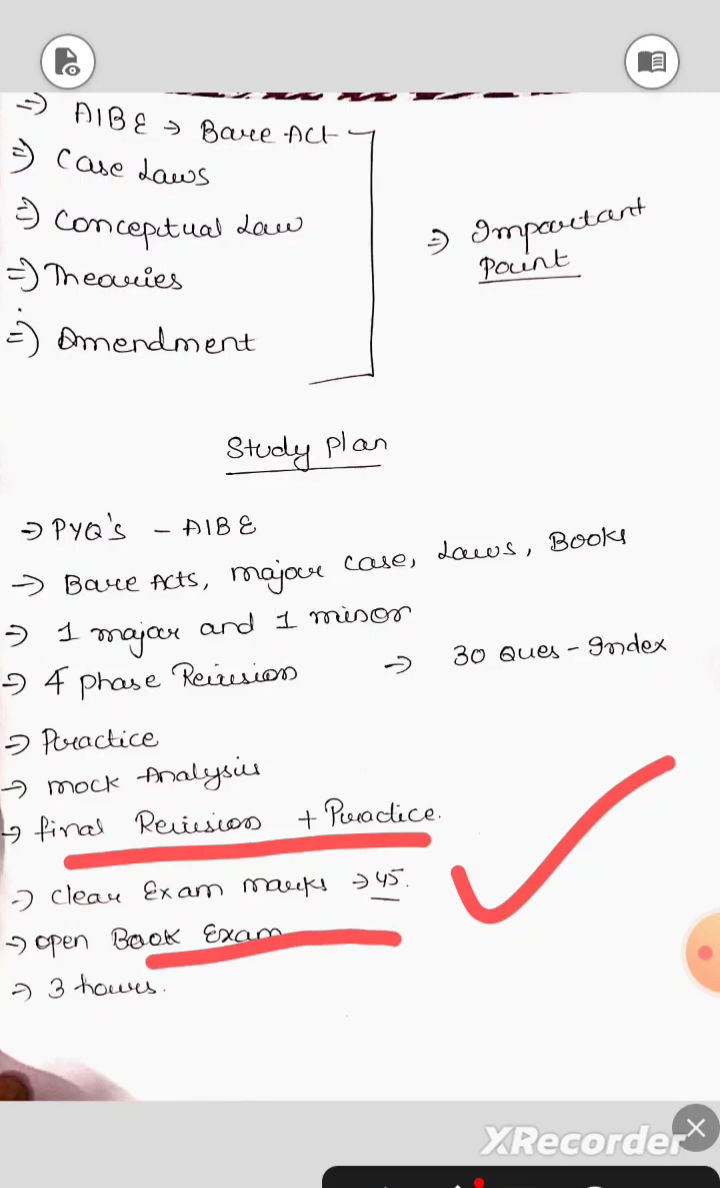 ⇒ AIBE → Bare Act
⇒ Case Laws
⇒ Conceptual Law
⇒ Theories
⇒ Amendment
⇒ Important
Point
Study Plan
⇒ PYQ's - AIBE
→ Bare Acts, major case, Laws, Books
⇒ 1 major and 1 minor
⇒ 4 phase Revision → 30 Ques - Index
⇒ Practice
→ mock Analysis
→ final Revision + Practice.
→ Clear Exam marks → 45.
→ open Book Exam
⇒ 3 hours.
XRecorder